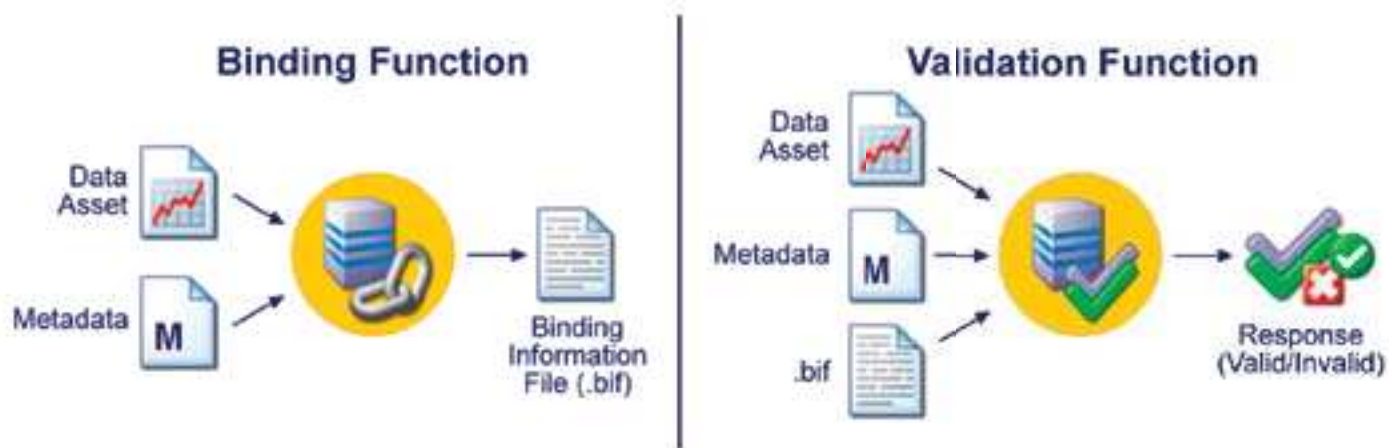 Binding Function
Data
Asset
Metadata
M
Binding
Information
File (.bif)
Validation Function
Data
Asset
Metadata
M
.bif
Response
(Valid/Invalid)